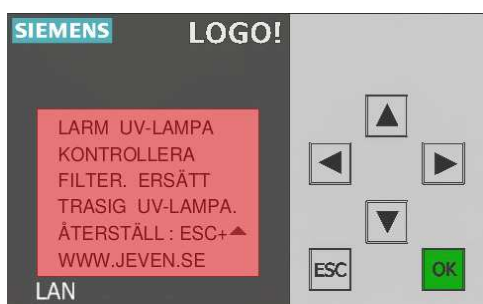 SIEMENS LOGO!
LARM UV-LAMPA
KONTROLLERA
FILTER. ERSÄTT
TRASIG UV-LAMPA.
ÅTERSTÄLL : ESC+▲
WWW.JEVEN.SE
LAN
ESC OK